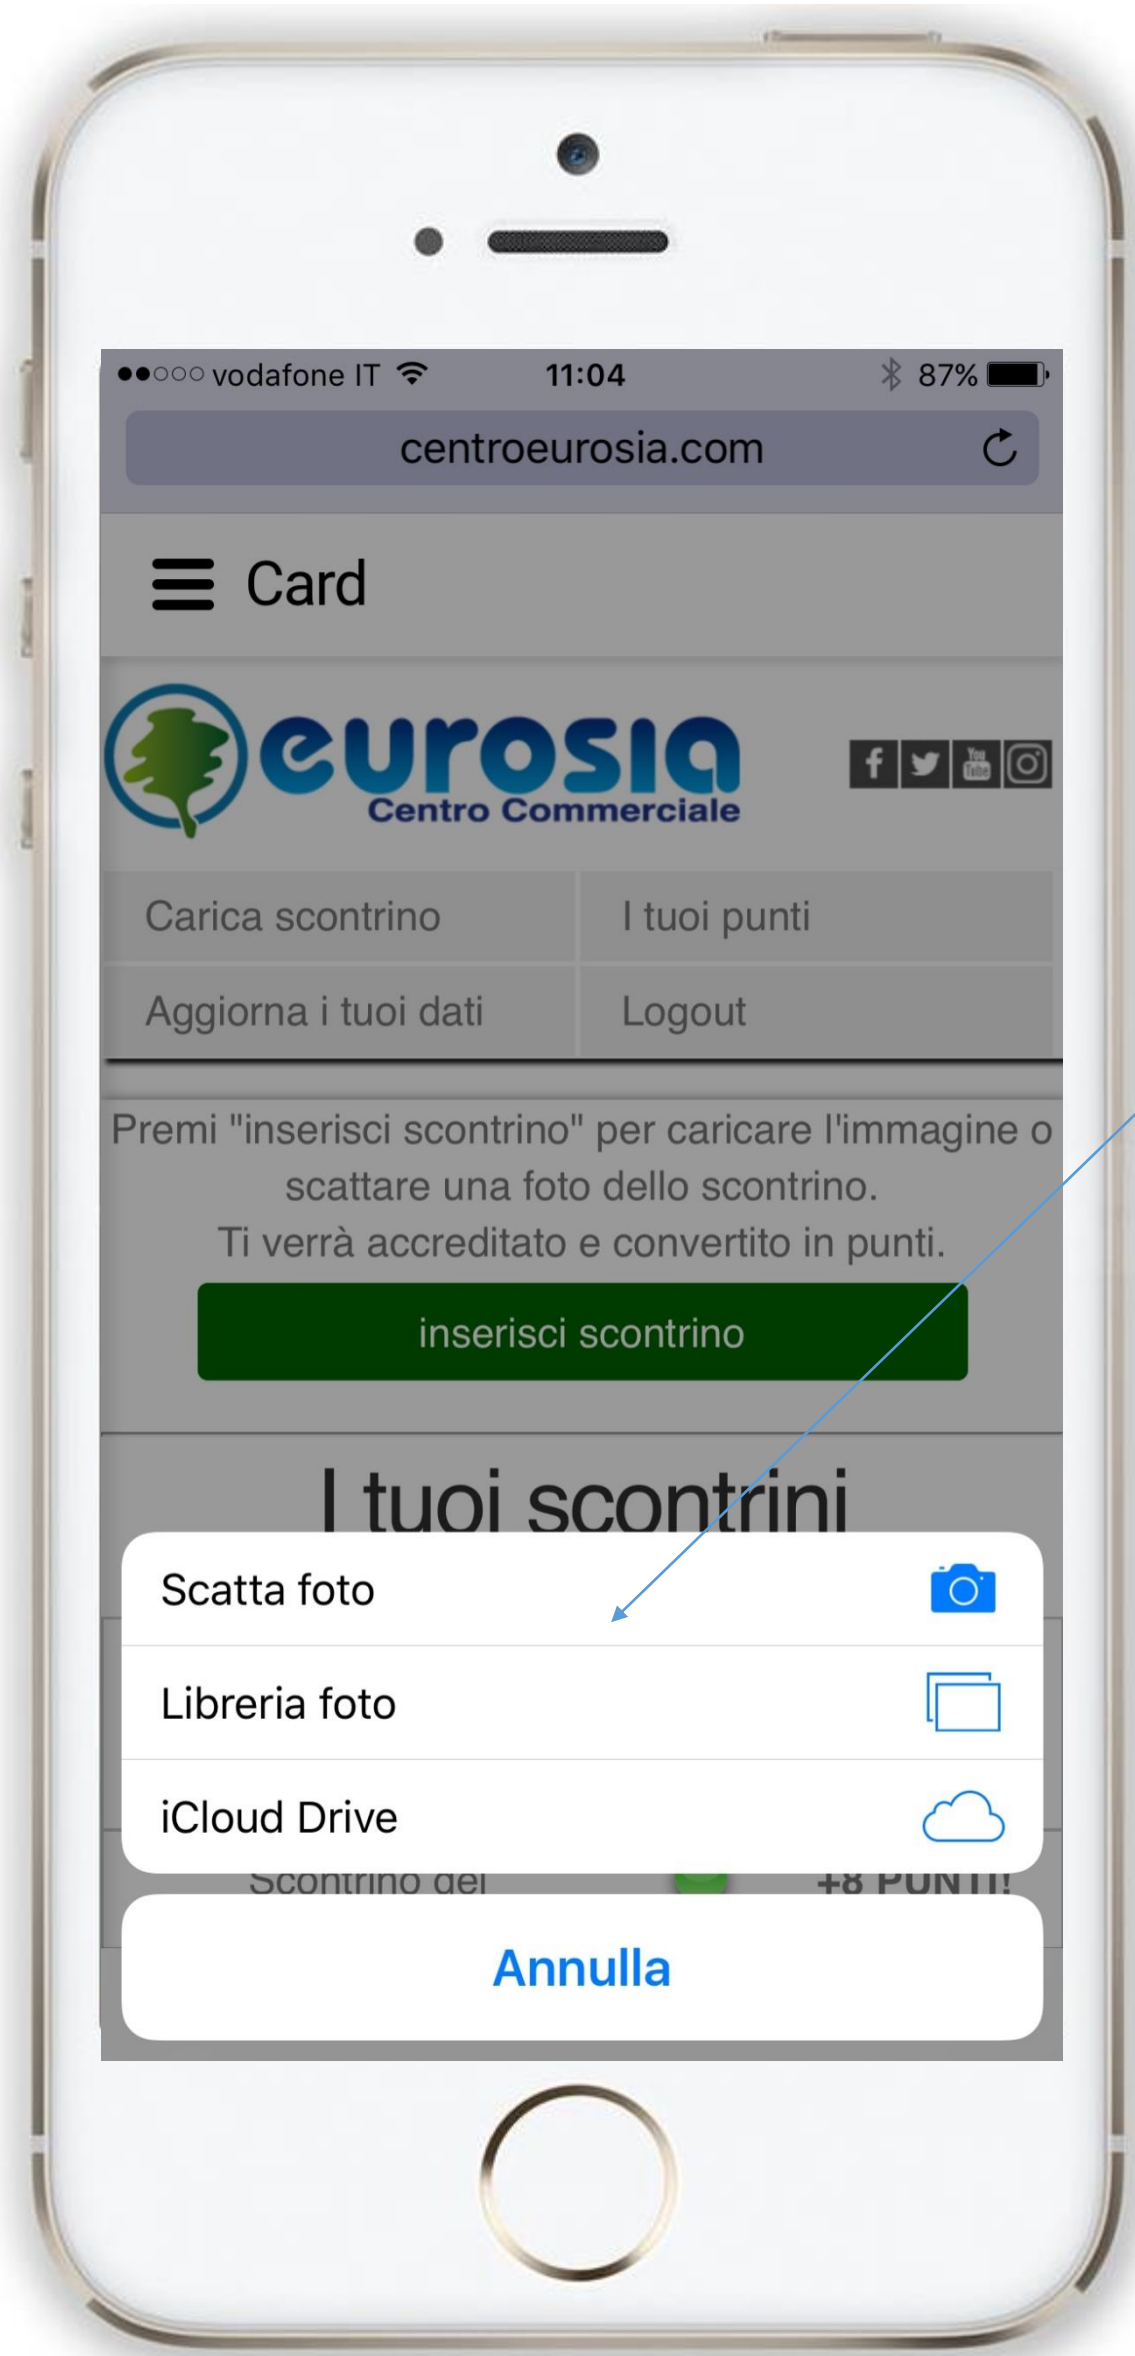 vodafone IT 11:04 87%
centroeurosia.com
Card
eurosia
Centro Commerciale
f You Tube
Carica scontrino I tuoi punti
Aggiorna i tuoi dati Logout
Premi "inserisci scontrino" per caricare l'immagine o
scattare una foto dello scontrino.
Ti verrà accreditato e convertito in punti.
inserisci scontrino
I tuoi scontrini
Scatta foto
Libreria foto
iCloud Drive
Scontrino del +8 PUNTI!
Annulla